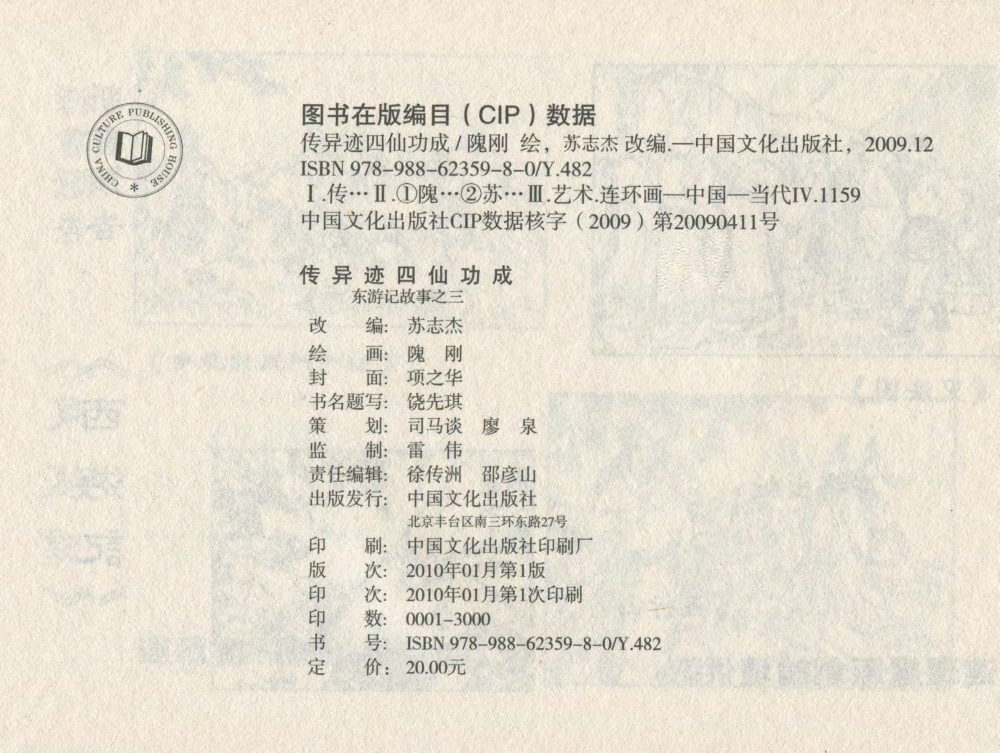 CHINA CULTURE PUBLISHING HOUSE
图书在版编目（CIP）数据
传异迹四仙功成 / 隗刚 绘，苏志杰 改编.—中国文化出版社，2009.12
ISBN 978-988-62359-8-0/Y.482
Ⅰ.传… Ⅱ.①隗…②苏… Ⅲ.艺术.连环画—中国—当代IV.1159
中国文化出版社CIP数据核字（2009）第20090411号
传异迹四仙功成
东游记故事之三
改 编: 苏志杰
绘 画: 隗 刚
封 面: 项之华
书名题写: 饶先琪
策 划: 司马谈 廖 泉
监 制: 雷 伟
责任编辑: 徐传洲 邵彦山
出版发行: 中国文化出版社
北京丰台区南三环东路27号
印 刷: 中国文化出版社印刷厂
版 次: 2010年01月第1版
印 次: 2010年01月第1次印刷
印 数: 0001-3000
书 号: ISBN 978-988-62359-8-0/Y.482
定 价: 20.00元